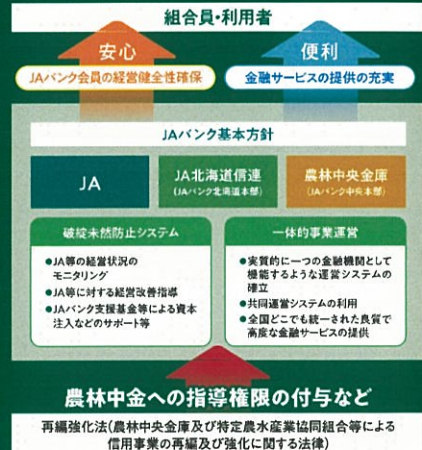 組合員・利用者
安心
JAバンク会員の経営健全性確保
便利
金融サービスの提供の充実
JAバンク基本方針
JA
JA北海道信連
(JAバンク北海道本部)
農林中央金庫
(JAバンク中央本部)
破綻未然防止システム
●JA等の経営状況の
モニタリング
●JA等に対する経営改善指導
●JAバンク支援基金等による資本
注入などのサポート等
一体的事業運営
●実質的に一つの金融機関として
機能するような運営システムの
確立
●共同運営システムの利用
●全国どこでも統一された良質で
高度な金融サービスの提供
農林中金への指導権限の付与など
再編強化法(農林中央金庫及び特定農水産業協同組合等による
信用事業の再編及び強化に関する法律)